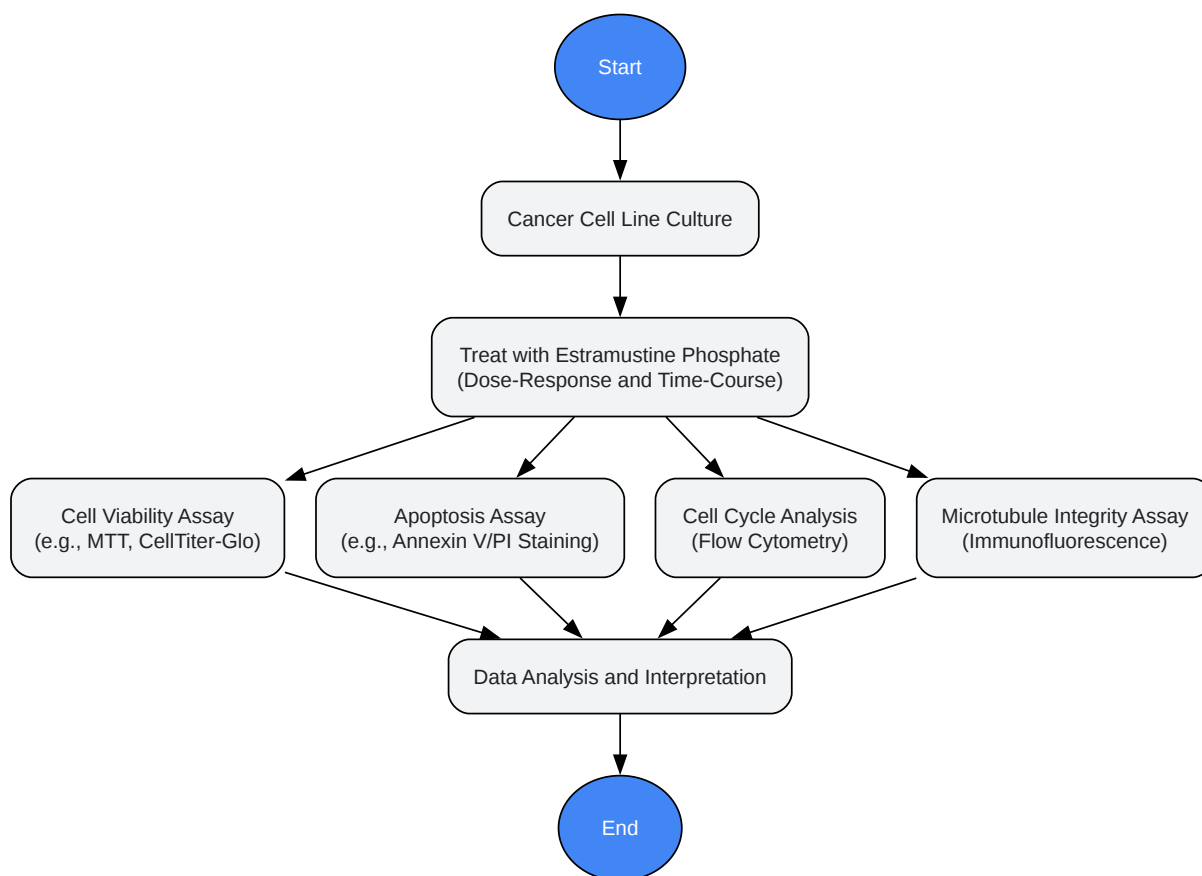 Start
Cancer Cell Line Culture
Treat with Estramustine Phosphate
(Dose-Response and Time-Course)
Cell Viability Assay
(e.g., MTT, CellTiter-Glo)
Apoptosis Assay
(e.g., Annexin V/PI Staining)
Cell Cycle Analysis
(Flow Cytometry)
Microtubule Integrity Assay
(Immunofluorescence)
Data Analysis and Interpretation
End